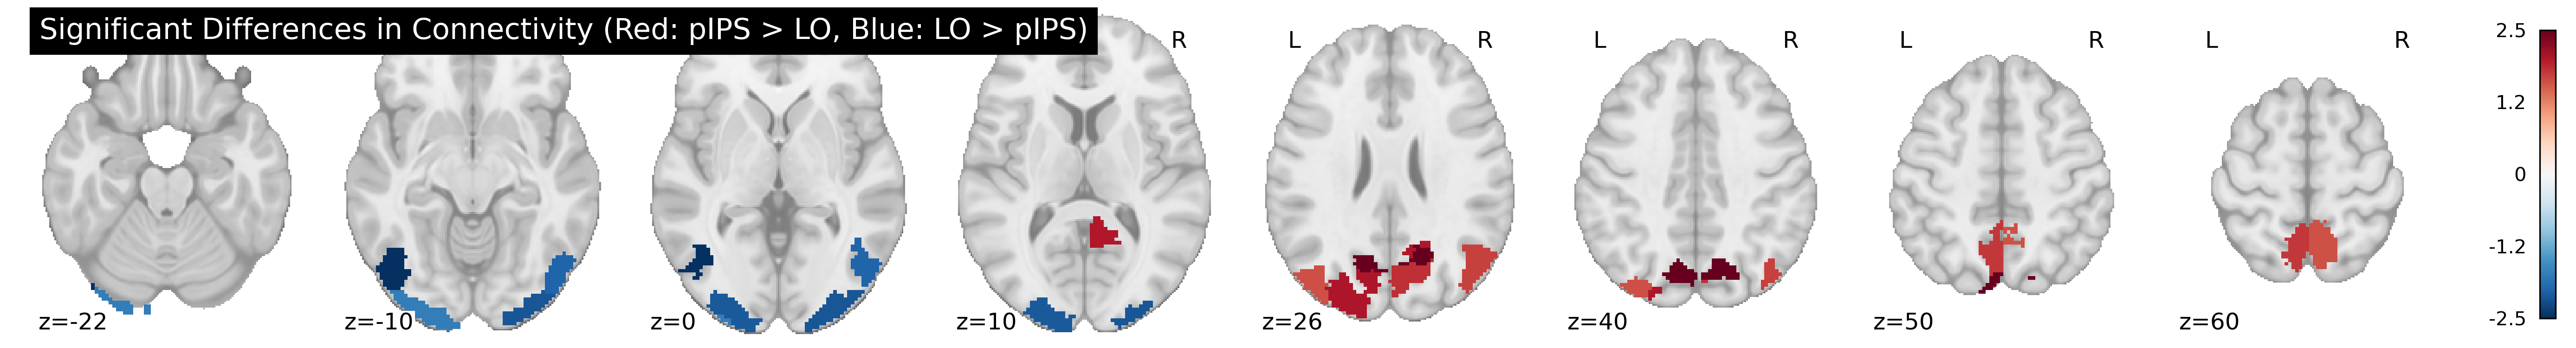 Significant Differences in Connectivity (Red: pIPS > LO, Blue: LO > pIPS)
R
L R
L R
L R
L R
z=-22
z=-10
z=0
z=10
z=26
z=40
z=50
z=60
2.5
1.2
0
-1.2
-2.5